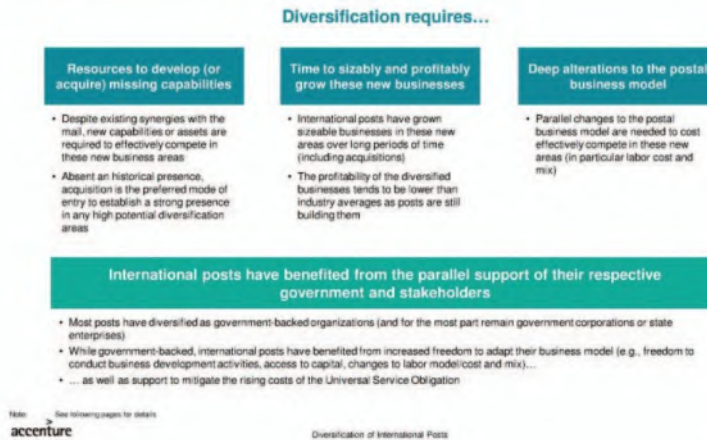 Diversification requires…
Resources to develop (or
acquire) missing capabilities
• Despite existing synergies with the
mail, new capabilities or assets are
required to effectively compete in
these new business areas
• Absent an historical presence,
acquisition is the preferred mode of
entry to establish a strong presence
in any high potential diversification
areas
Time to sizably and profitably
grow these new businesses
• International posts have grown
sizeable businesses in these new
areas over long periods of time
(including acquisitions)
• The profitability of the diversified
businesses tends to be lower than
industry averages as posts are still
building them
Deep alterations to the postal
business model
• Parallel changes to the postal
business model are needed to cost
effectively compete in these new
areas (in particular labor cost and
mix)
International posts have benefited from the parallel support of their respective
government and stakeholders
• Most posts have diversified as government-backed organizations (and for the most part remain government corporations or state
enterprises)
• While government-backed, international posts have benefited from increased freedom to adapt their business model (e.g., freedom to
conduct business development activities, access to capital, changes to labor model/cost and mix)…
• … as well as support to mitigate the rising costs of the Universal Service Obligation
Note: See following pages for details
>
accenture
Diversification of International Posts